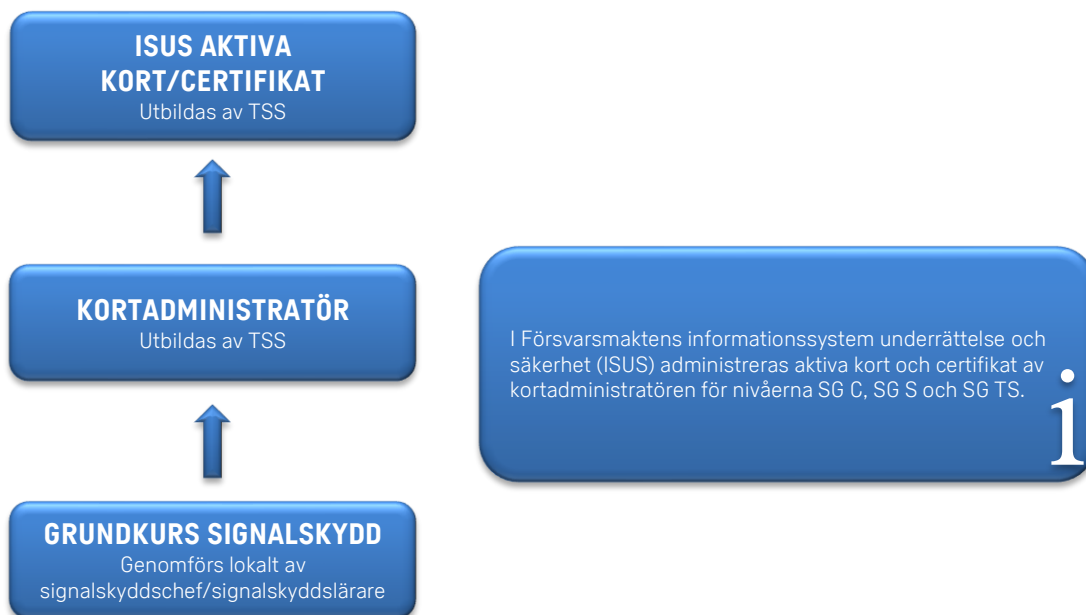 ISUS AKTIVA
KORT/CERTIFIKAT
Utbildas av TSS
KORTADMINISTRATÖR
Utbildas av TSS
I Försvarsmaktens informationssystem underrättelse och
säkerhet (ISUS) administreras aktiva kort och certifikat av
kortadministratören för nivåerna SG C, SG S och SG TS.
i
GRUNDKURS SIGNALSKYDD
Genomförs lokalt av
signalskyddschef/signalskyddslärare